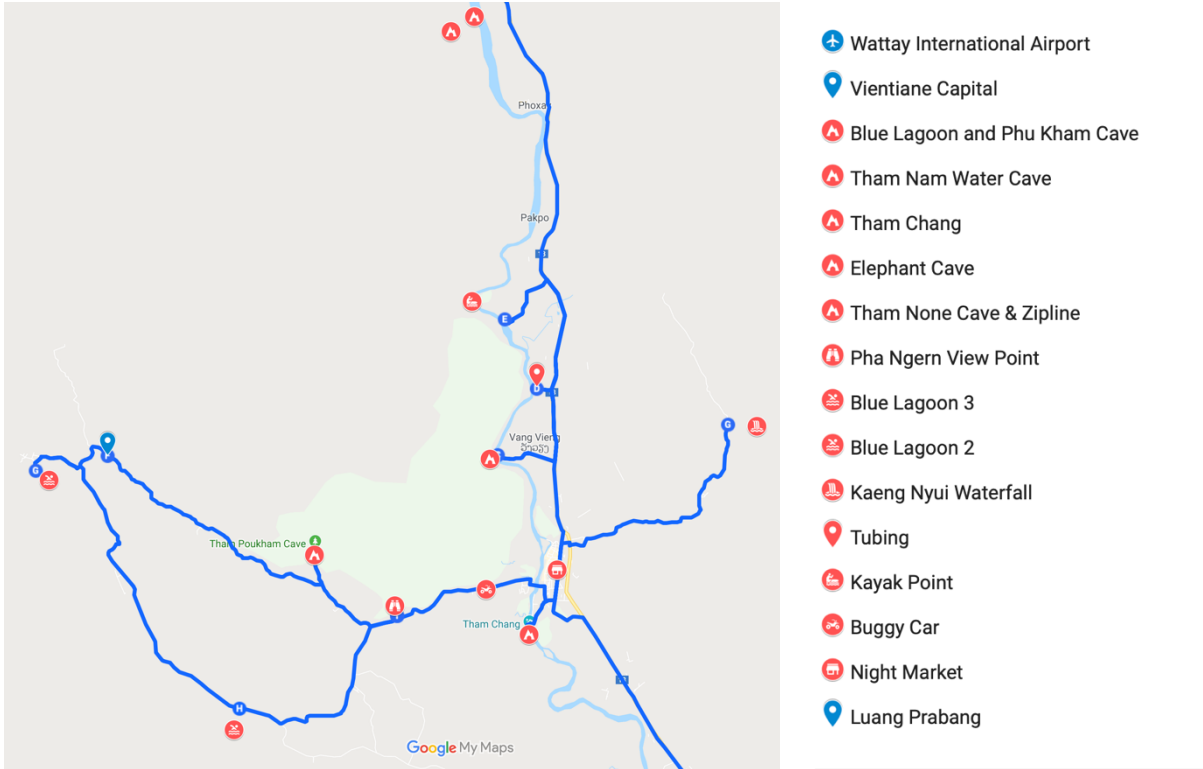 Phoxa
Pakpo
E
Vang Vieng
ວັງວຽງ
G
G
Tham Poukham Cave
Tham Chang
H
Google My Maps
Wattay International Airport
Vientiane Capital
Blue Lagoon and Phu Kham Cave
Tham Nam Water Cave
Tham Chang
Elephant Cave
Tham None Cave & Zipline
Pha Ngern View Point
Blue Lagoon 3
Blue Lagoon 2
Kaeng Nyui Waterfall
Tubing
Kayak Point
Buggy Car
Night Market
Luang Prabang